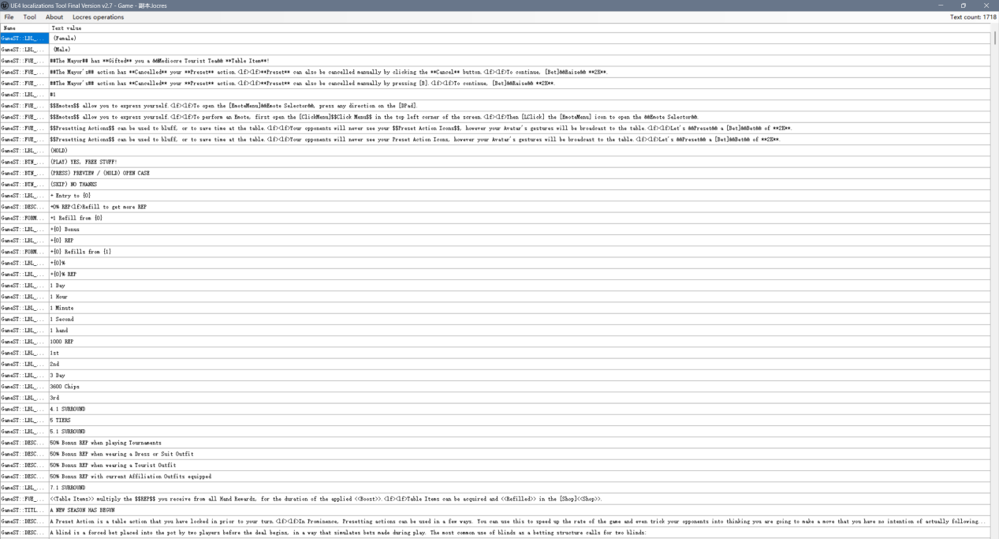 UE4 localizations Tool Final Version v2.7 - Game - 副本.locres
File Tool About Locres operations Text count: 1718
Name Text value
GameST::LBL_... (Female)
GameST::LBL_... (Male)
GameST::FUE_... ##The Mayor## has **Gifted** you a &&Mediocre Tourist Tea&& **Table Item**!
GameST::FUE_... ##The Mayor's## action has **Cancelled** your **Preset** action.<lf><lf>**Preset** can also be cancelled manually by clicking the **Cancel** button.<lf><lf>To continue, [Bet]&&Raise&& **2K**.
GameST::FUE_... ##The Mayor's## action has **Cancelled** your **Preset** action.<lf><lf>**Preset** can also be cancelled manually by pressing [B].<lf><lf>To continue, [Bet]&&Raise&& **2K**.
GameST::LBL_... #1
GameST::FUE_... $$Emotes$$ allow you to express yourself.<lf><lf>To open the [EmoteMenu]&&Emote Selector&&, press any direction on the [DPad].
GameST::FUE_... $$Emotes$$ allow you to express yourself.<lf><lf>To perform an Emote, first open the [ClickMenu]$$Click Menu$$ in the top left corner of the screen.<lf><lf>Then [LClick] the [EmoteMenu] icon to open the &&Emote Selector&&.
GameST::FUE_... $$Presetting Actions$$ can be used to bluff, or to save time at the table.<lf><lf>Your opponents will never see your $$Preset Action Icons$$, however your Avatar's gestures will be broadcast to the table.<lf><lf>Let's &&Preset&& a [Bet]&&Bet&& of **2K**.
GameST::FUE_... $$Presetting Actions$$ can be used to bluff, or to save time at the table.<lf><lf>Your opponents will never see your Preset Action Icons, however your Avatar's gestures will be broadcast to the table.<lf><lf>Let's &&Preset&& a [Bet]&&Bet&& of **2K**.
GameST::LBL_... (HOLD)
GameST::BTN_... (PLAY) YES, FREE STUFF!
GameST::BTN_... (PRESS) PREVIEW / (HOLD) OPEN CASE
GameST::BTN_... (SKIP) NO THANKS
GameST::LBL_... + Entry to {0}
GameST::DESC... +0% REP<lf>Refill to get more REP
GameST::FORM... +1 Refill from {0}
GameST::LBL_... +{0} Bonus
GameST::LBL_... +{0} REP
GameST::FORM... +{0} Refills from {1}
GameST::LBL_... +{0}%
GameST::LBL_... +{0}% REP
GameST::LBL_... 1 Day
GameST::LBL_... 1 Hour
GameST::LBL_... 1 Minute
GameST::LBL_... 1 Second
GameST::LBL_... 1 hand
GameST::LBL_... 1000 REP
GameST::LBL_... 1st
GameST::LBL_... 2nd
GameST::LBL_... 3 Day
GameST::LBL_... 3600 Chips
GameST::LBL_... 3rd
GameST::LBL_... 4.1 SURROUND
GameST::LBL_... 5 TIERS
GameST::LBL_... 5.1 SURROUND
GameST::DESC... 50% Bonus REP when playing Tournaments
GameST::DESC... 50% Bonus REP when wearing a Dress or Suit Outfit
GameST::DESC... 50% Bonus REP when wearing a Tourist Outfit
GameST::DESC... 50% Bonus REP with current Affiliation Outfits equipped
GameST::LBL_... 7.1 SURROUND
GameST::FUE_... <<Table Items>> multiply the $$REP$$ you receive from all Hand Rewards, for the duration of the applied <<Boost>>.<lf><lf>Table Items can be acquired and <<Refilled>> in the [Shop]<<Shop>>.
GameST::TITL... A NEW SEASON HAS BEGUN
GameST::DESC... A Preset Action is a table action that you have locked in prior to your turn.<lf><lf>In Prominence, Presetting actions can be used in a few ways. You can use this to speed up the rate of the game and even trick your opponents into thinking you are going to make a move that you have no intention of actually following...
GameST::DESC... A blind is a forced bet placed into the pot by two players before the deal begins, in a way that simulates bets made during play. The most common use of blinds as a betting structure calls for two blinds: